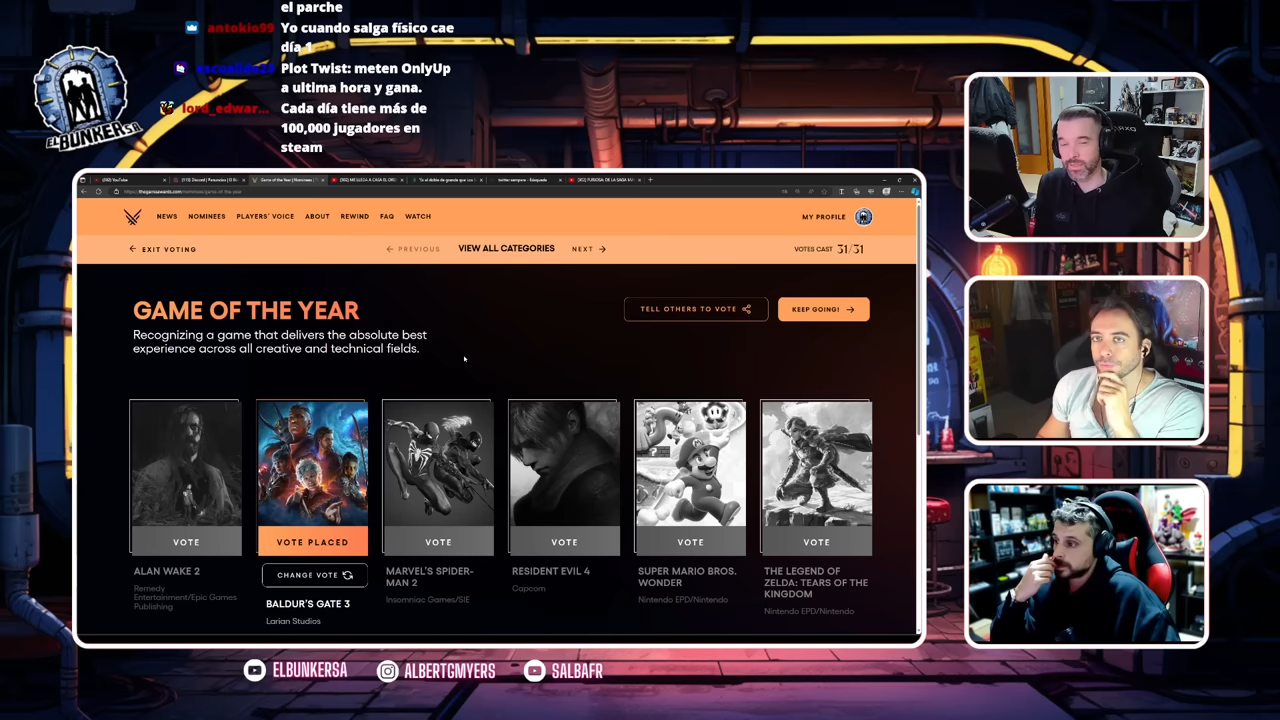 el parche
antokio99 Yo cuando salga físico cae
día 1
escualido23 Plot Twist: meten OnlyUp
a ultima hora y gana.
lord_edwar... Cada día tiene más de
100,000 jugadores en
steam
ELBUNKERSA
NEWS NOMINEES PLAYERS' VOICE ABOUT REWIND FAQ WATCH MY PROFILE
EXIT VOTING PREVIOUS VIEW ALL CATEGORIES NEXT VOTES CAST 31/31
GAME OF THE YEAR
TELL OTHERS TO VOTE KEEP GOING!
Recognizing a game that delivers the absolute best
experience across all creative and technical fields.
VOTE VOTE PLACED VOTE VOTE VOTE VOTE
ALAN WAKE 2
Remedy
Entertainment/Epic Games
Publishing
CHANGE VOTE
BALDUR'S GATE 3
Larian Studios
MARVEL'S SPIDER-
MAN 2
Insomniac Games/SIE
RESIDENT EVIL 4
Capcom
SUPER MARIO BROS.
WONDER
Nintendo EPD/Nintendo
THE LEGEND OF
ZELDA: TEARS OF THE
KINGDOM
Nintendo EPD/Nintendo
ELBUNKERSA ALBERTGMYERS SALBAFR